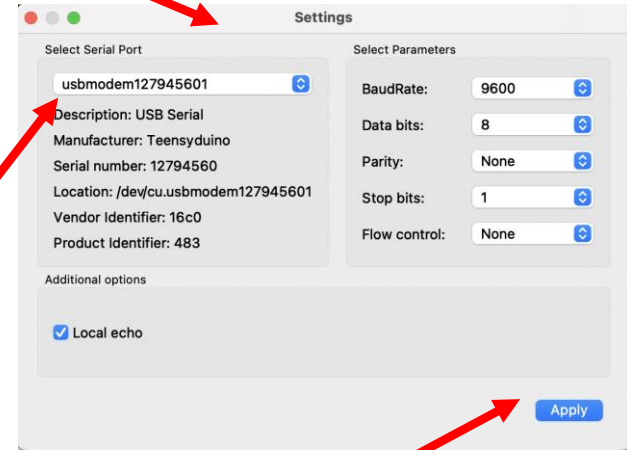 Settings
Select Serial Port
usbmodem127945601
Description: USB Serial
Manufacturer: Teensyduino
Serial number: 12794560
Location: /dev/cu.usbmodem127945601
Vendor Identifier: 16c0
Product Identifier: 483
Select Parameters
BaudRate: 9600
Data bits: 8
Parity: None
Stop bits: 1
Flow control: None
Additional options
Local echo
Apply